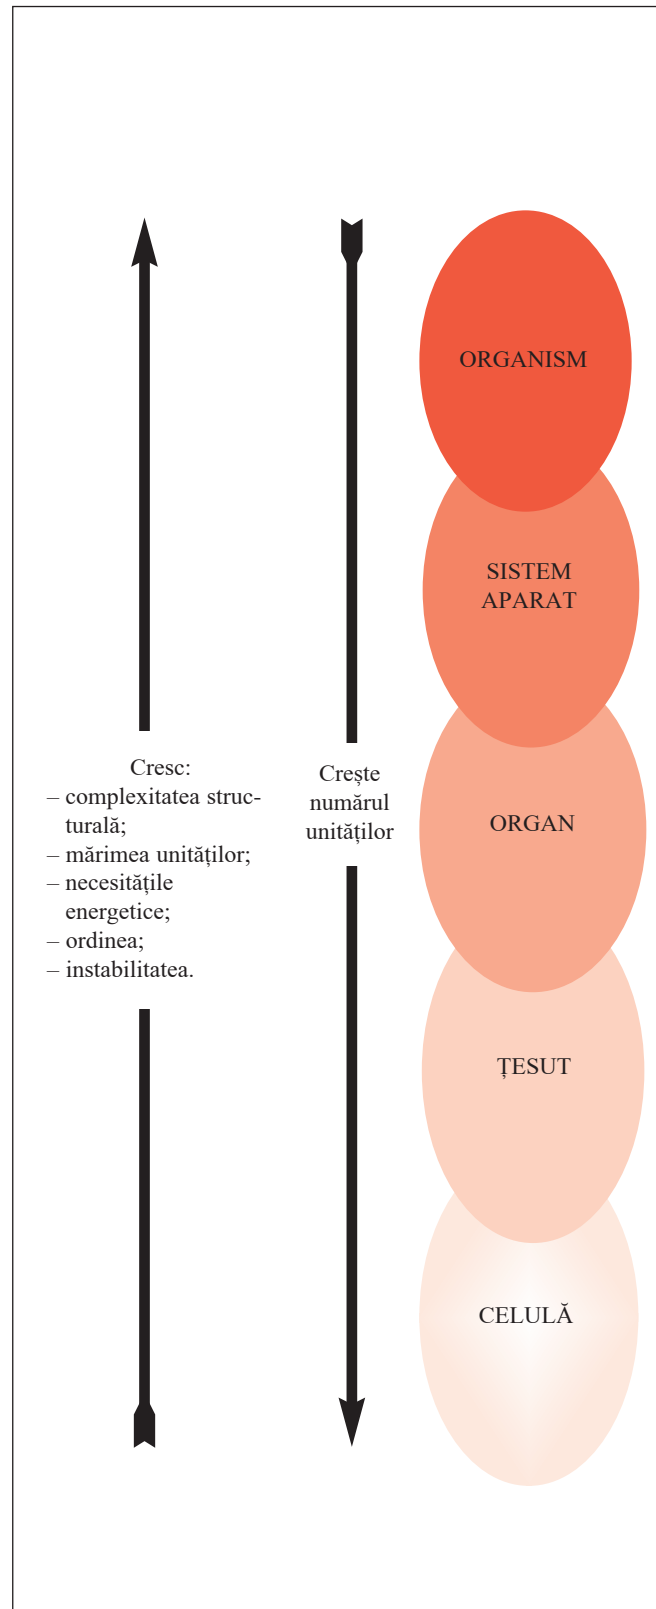 ORGANISM
SISTEM
APARAT
ORGAN
ȚESUT
CELULĂ
Cresc:
– complexitatea struc-
turală;
– mărimea unităților;
– necesitățile
energetice;
– ordinea;
– instabilitatea.
Crește
numărul
unităților